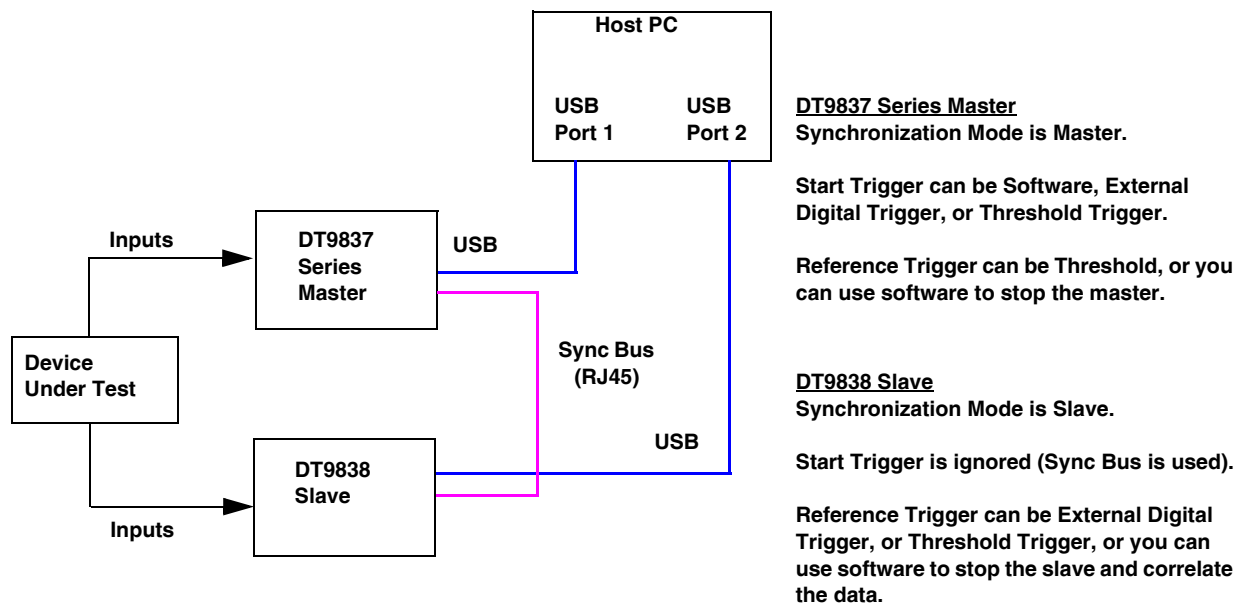 Host PC
USB
Port 1
USB
Port 2
DT9837 Series Master
Synchronization Mode is Master.
Start Trigger can be Software, External
Digital Trigger, or Threshold Trigger.
Reference Trigger can be Threshold, or you
can use software to stop the master.
Inputs
DT9837
Series
Master
USB
Device
Under Test
Sync Bus
(RJ45)
DT9838 Slave
Synchronization Mode is Slave.
Start Trigger is ignored (Sync Bus is used).
Reference Trigger can be External Digital
Trigger, or Threshold Trigger, or you can
use software to stop the slave and correlate
the data.
USB
DT9838
Slave
Inputs